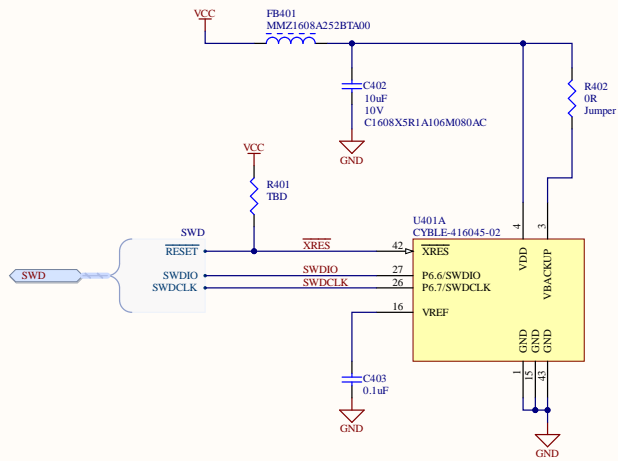 VCC
FB401
MMZ1608A252BTA00
C402
10uF
10V
C1608X5R1A106M080AC
GND
R402
0R
Jumper
VCC
R401
TBD
U401A
CYBLE-416045-02
4
3
SWD
RESET
XRES
42
XRES
VDD
VBACKUP
SWD
SWDIO
SWDIO
27
P6.6/SWDIO
SWDCLK
SWDCLK
26
P6.7/SWDCLK
16
VREF
GND
GND
GND
1
15
43
C403
0.1uF
GND
GND